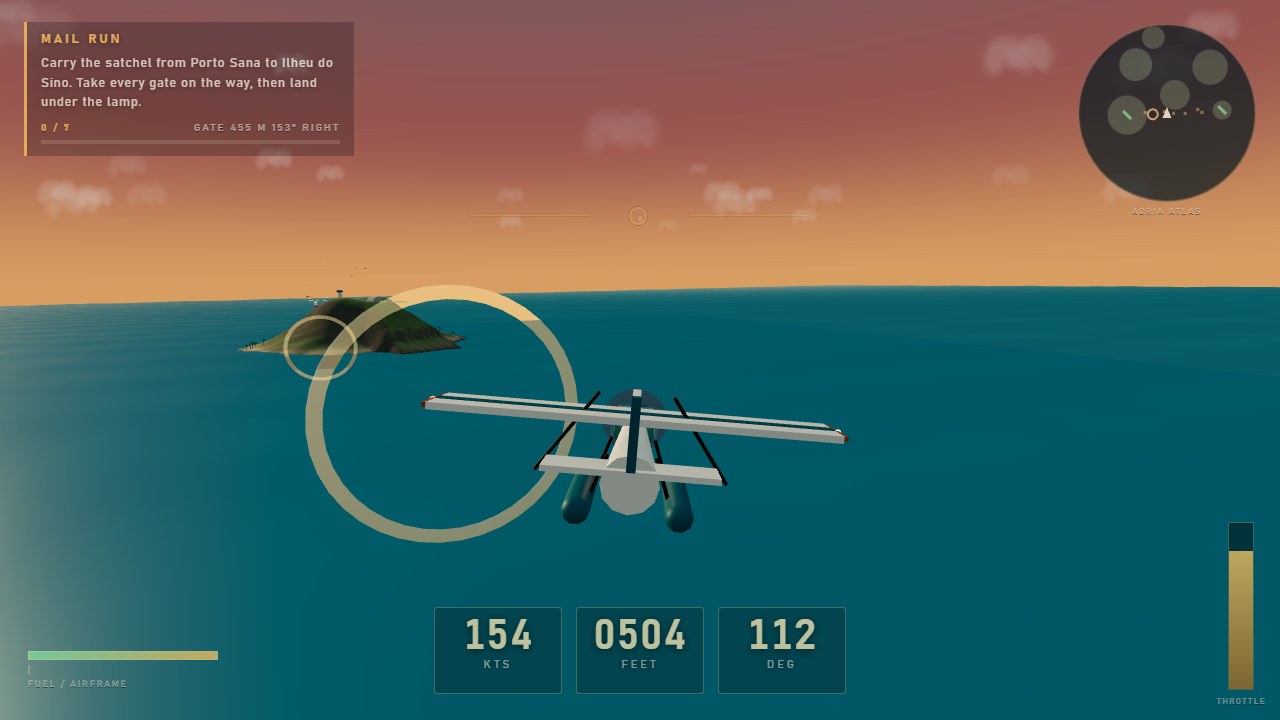 MAIL RUN
Carry the satchel from Porto Sana to Ilheu do
Sino. Take every gate on the way, then land
under the lamp.
0 / 7 GATE 455 M 153° RIGHT
ADRIA ATLAS
154
KTS
0504
FEET
112
DEG
FUEL / AIRFRAME
THROTTLE